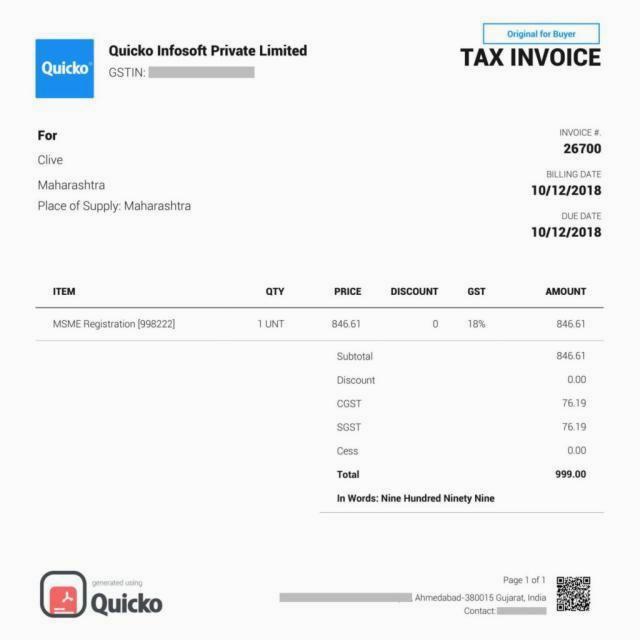 Original for Buyer
Quicko
Quicko Infosoft Private Limited
TAX INVOICE
GSTIN:
For
INVOICE #.
Clive
26700
Maharashtra
BILLING DATE
10/12/2018
Place of Supply: Maharashtra
DUE DATE
10/12/2018
ITEM QTY PRICE DISCOUNT GST AMOUNT
MSME Registration [998222] 1 UNT 846.61 0 18% 846.61
Subtotal 846.61
Discount 0.00
CGST 76.19
SGST 76.19
Cess 0.00
Total 999.00
In Words: Nine Hundred Ninety Nine
generated using
Quicko
Page 1 of 1
, Ahmedabad-380015 Gujarat, India
Contact: